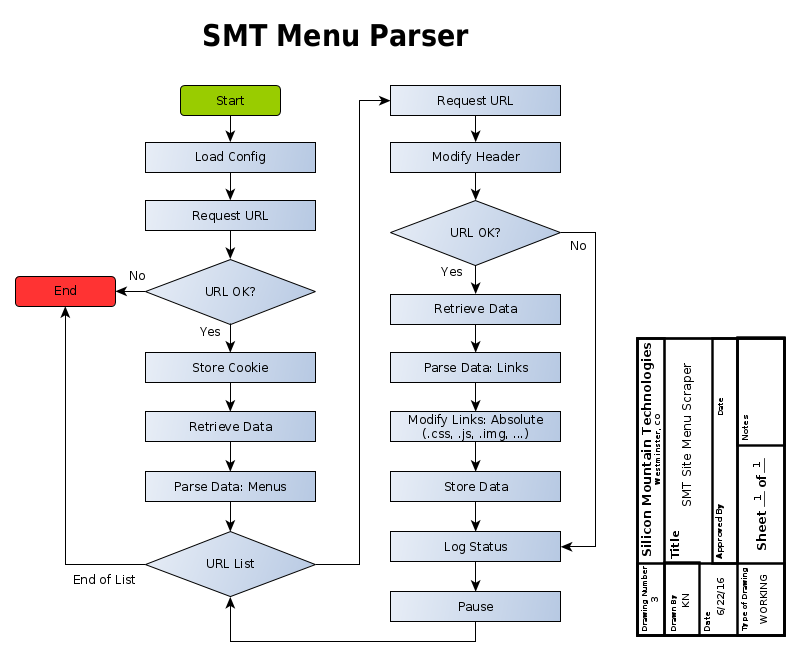 SMT Menu Parser
Start
Load Config
Request URL
URL OK?
No
End
Yes
Store Cookie
Retrieve Data
Parse Data: Menus
URL List
End of List
Request URL
Modify Header
URL OK?
No
Yes
Retrieve Data
Parse Data: Links
Modify Links: Absolute
(.css, .js, .img, ...)
Store Data
Log Status
Pause
Silicon Mountain Technologies
Westminster, CO
Drawing Number
3
Title
SMT Site Menu Scraper
Drawn By
KN
Approved By
Date
Date
6/22/16
Notes
Sheet 1 of 1
Type of Drawing
WORKING